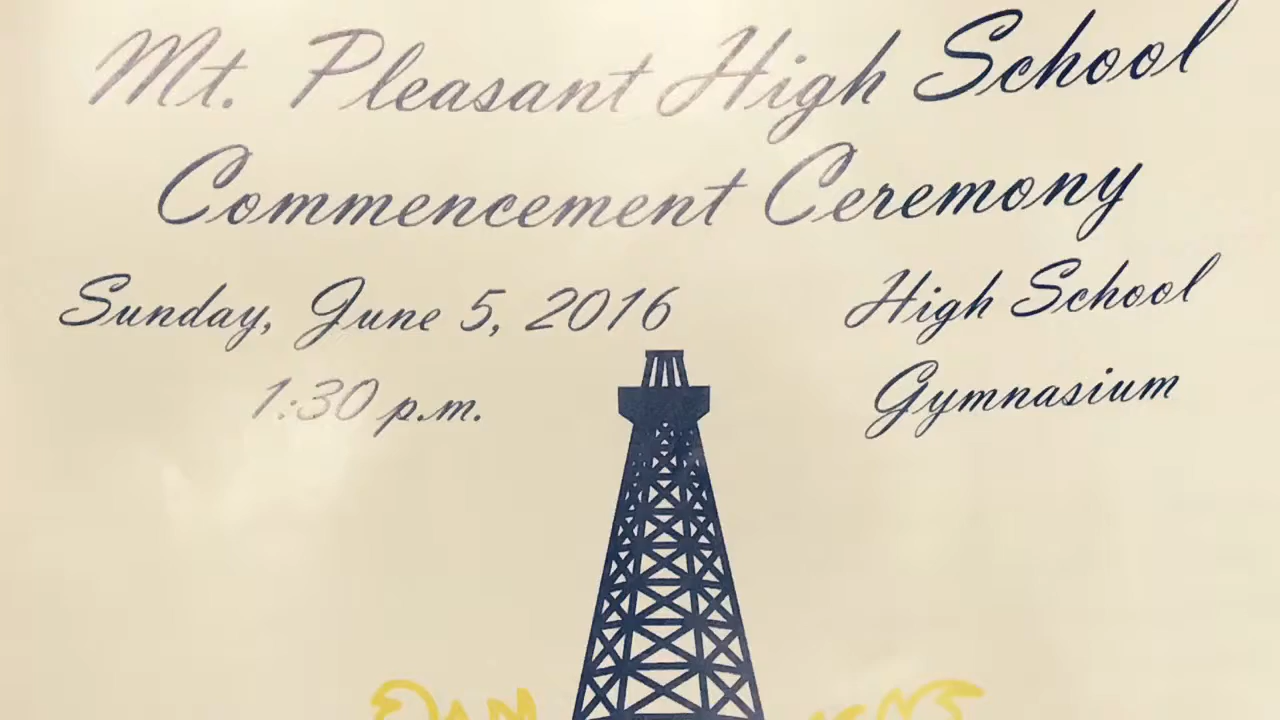 Mt. Pleasant High School
Commencement Ceremony
Sunday, June 5, 2016
High School
1:30 p.m.
Gymnasium